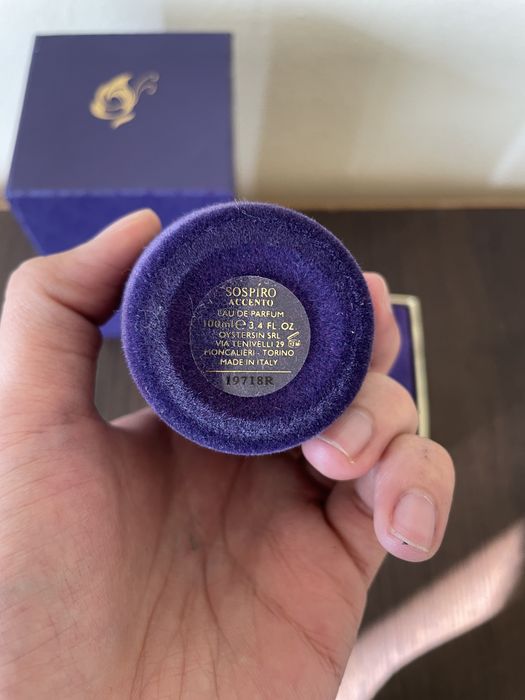 SOSPÍRO
ACCENTO
EAU DE PARFUM
100ml℮ 3.4 FL OZ
OYSTERSIN SRL
VIA TENIVELLI 29
MONCALIERI - TORINO
MADE IN ITALY
19718R